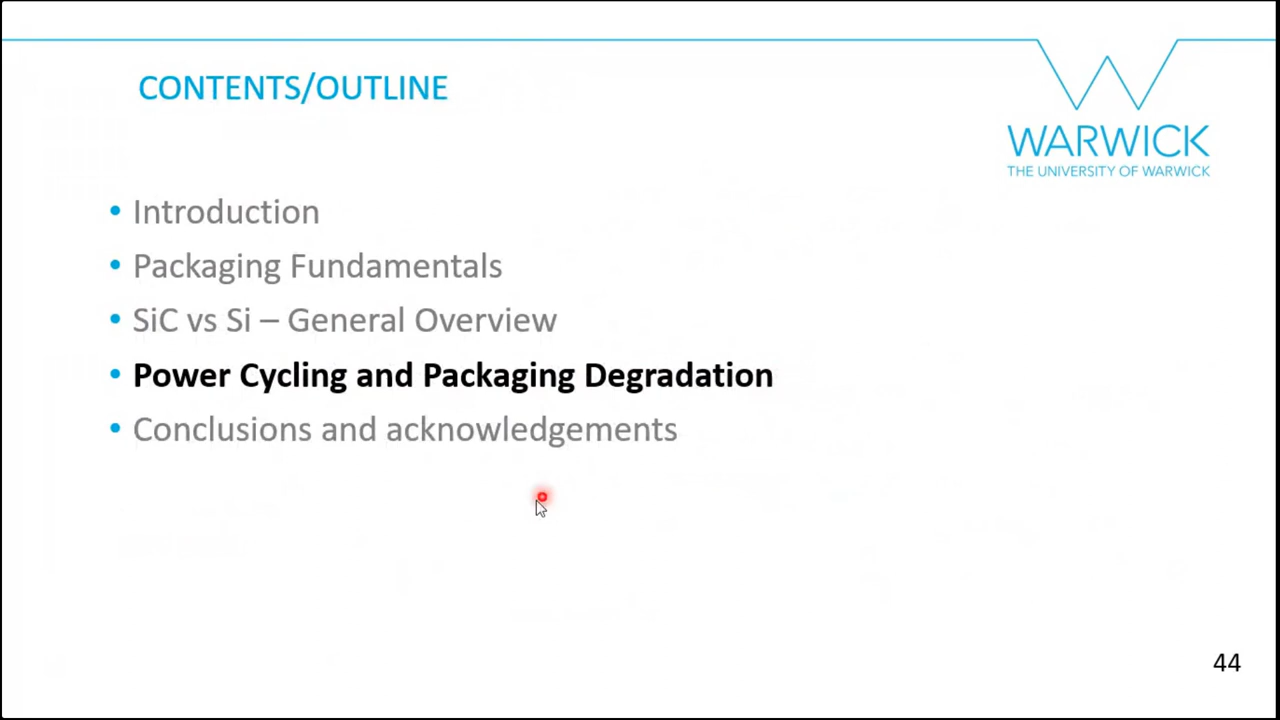 CONTENTS/OUTLINE
WARWICK
THE UNIVERSITY OF WARWICK
• Introduction
• Packaging Fundamentals
• SiC vs Si – General Overview
• Power Cycling and Packaging Degradation
• Conclusions and acknowledgements
44